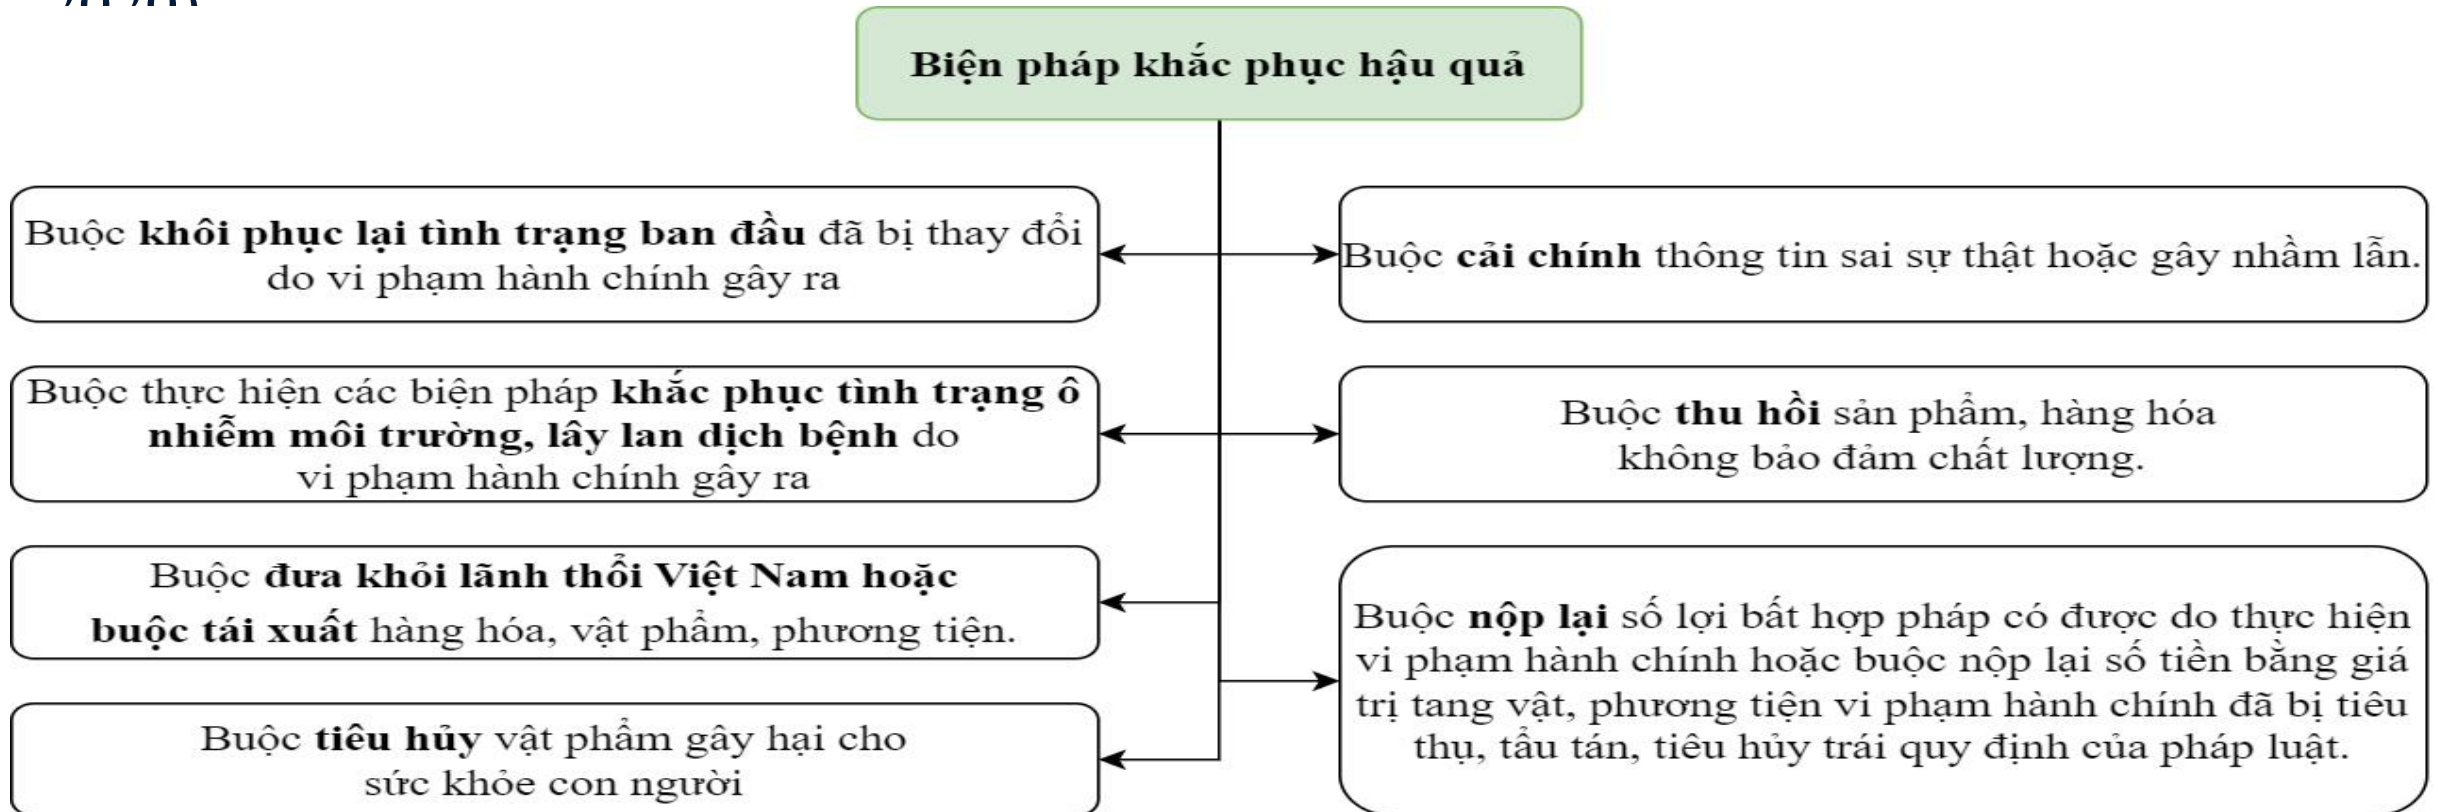 Biện pháp khắc phục hậu quả
Buộc khôi phục lại tình trạng ban đầu đã bị thay đổi
do vi phạm hành chính gây ra
Buộc cải chính thông tin sai sự thật hoặc gây nhầm lẫn.
Buộc thực hiện các biện pháp khắc phục tình trạng ô
nhiễm môi trường, lây lan dịch bệnh do
vi phạm hành chính gây ra
Buộc thu hồi sản phẩm, hàng hóa
không bảo đảm chất lượng.
Buộc đưa khỏi lãnh thổi Việt Nam hoặc
buộc tái xuất hàng hóa, vật phẩm, phương tiện.
Buộc nộp lại số lợi bất hợp pháp có được do thực hiện
vi phạm hành chính hoặc buộc nộp lại số tiền bằng giá
trị tang vật, phương tiện vi phạm hành chính đã bị tiêu
thụ, tẩu tán, tiêu hủy trái quy định của pháp luật.
Buộc tiêu hủy vật phẩm gây hại cho
sức khỏe con người